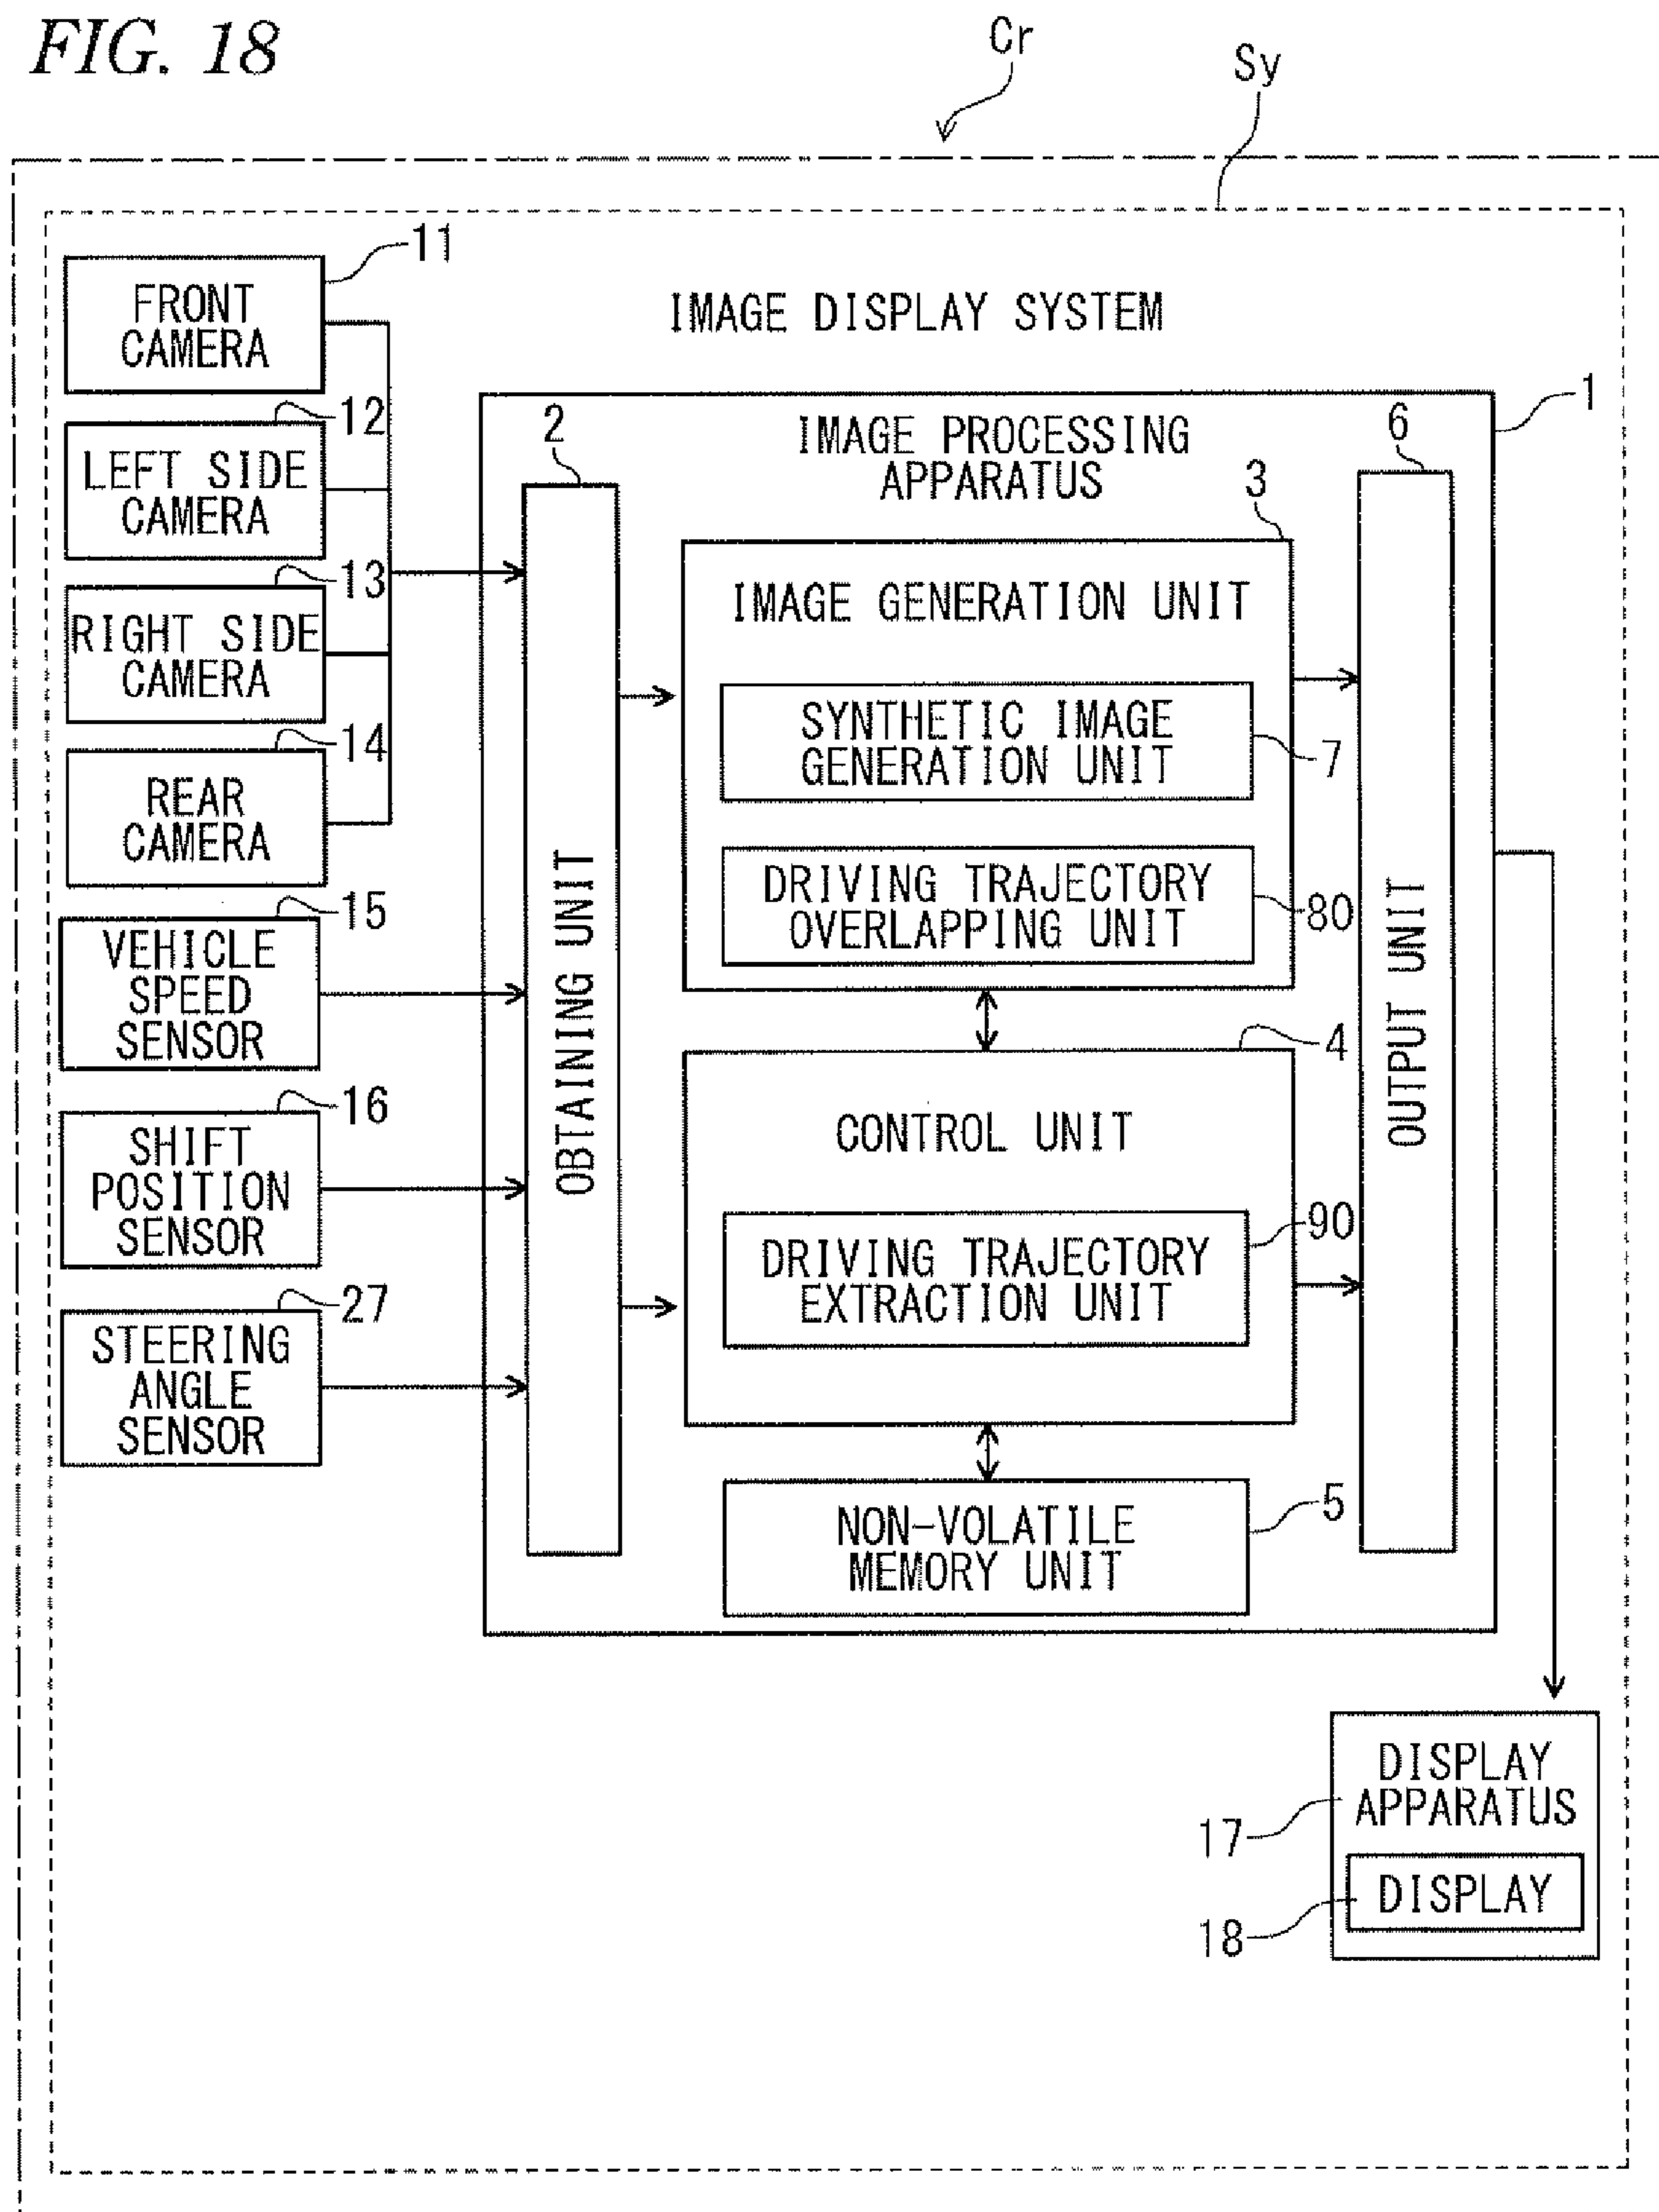 FIG. 18
Cr
Sy
11
FRONT
CAMERA
IMAGE DISPLAY SYSTEM
12
LEFT SIDE
CAMERA
13
RIGHT SIDE
CAMERA
14
REAR
CAMERA
15
VEHICLE
SPEED
SENSOR
16
SHIFT
POSITION
SENSOR
27
STEERING
ANGLE
SENSOR
1
IMAGE PROCESSING
APPARATUS
2
OBTAINING UNIT
3
IMAGE GENERATION UNIT
SYNTHETIC IMAGE
GENERATION UNIT
7
DRIVING TRAJECTORY
OVERLAPPING UNIT
80
4
CONTROL UNIT
DRIVING TRAJECTORY
EXTRACTION UNIT
90
NON-VOLATILE
MEMORY UNIT
5
6
OUTPUT UNIT
DISPLAY
APPARATUS
17
DISPLAY
18